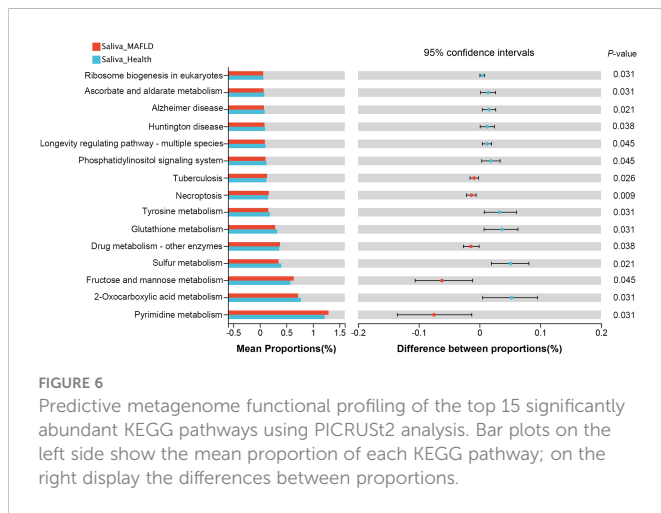 Saliva_MAFLD
Saliva_Health
95% confidence intervals
P-value
Ribosome biogenesis in eukaryotes 0.031
Ascorbate and aldarate metabolism 0.031
Alzheimer disease 0.021
Huntington disease 0.038
Longevity regulating pathway - multiple species 0.045
Phosphatidylinositol signaling system 0.045
Tuberculosis 0.026
Necroptosis 0.009
Tyrosine metabolism 0.031
Glutathione metabolism 0.031
Drug metabolism - other enzymes 0.038
Sulfur metabolism 0.021
Fructose and mannose metabolism 0.045
2-Oxocarboxylic acid metabolism 0.031
Pyrimidine metabolism 0.031
-0.5 0 0.5 1 1.5 -0.2 -0.1 0 0.1 0.2
Mean Proportions(%) Difference between proportions(%)
FIGURE 6
Predictive metagenome functional profiling of the top 15 significantly
abundant KEGG pathways using PICRUSt2 analysis. Bar plots on the
left side show the mean proportion of each KEGG pathway; on the
right display the differences between proportions.